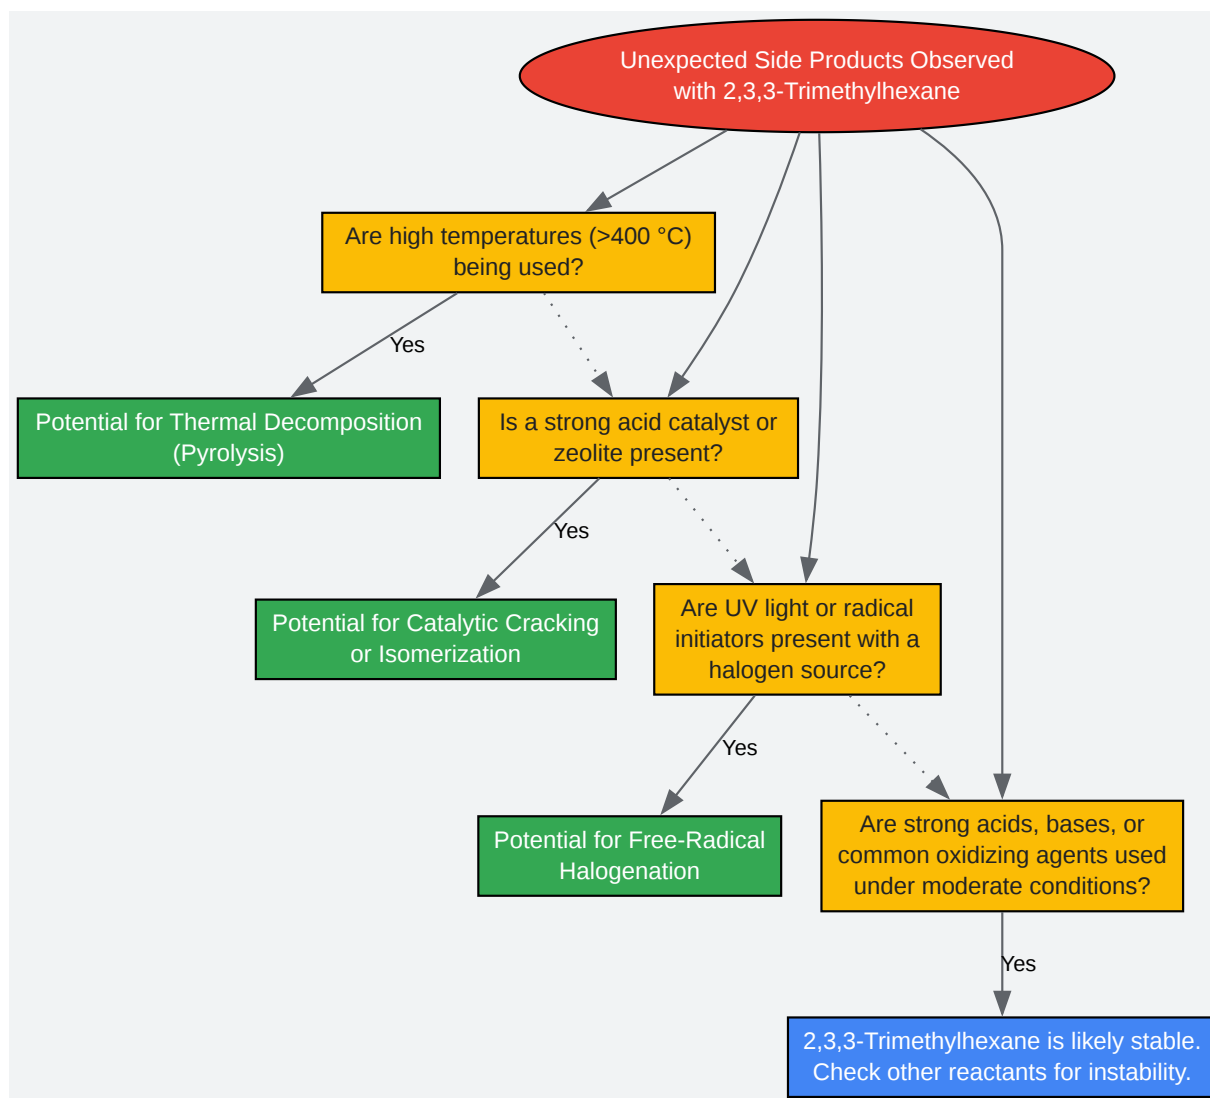 Unexpected Side Products Observed
with 2,3,3-Trimethylhexane
Are high temperatures (>400 °C)
being used?
Yes
Potential for Thermal Decomposition
(Pyrolysis)
Is a strong acid catalyst or
zeolite present?
Yes
Potential for Catalytic Cracking
or Isomerization
Are UV light or radical
initiators present with a
halogen source?
Yes
Potential for Free-Radical
Halogenation
Are strong acids, bases, or
common oxidizing agents used
under moderate conditions?
Yes
2,3,3-Trimethylhexane is likely stable.
Check other reactants for instability.